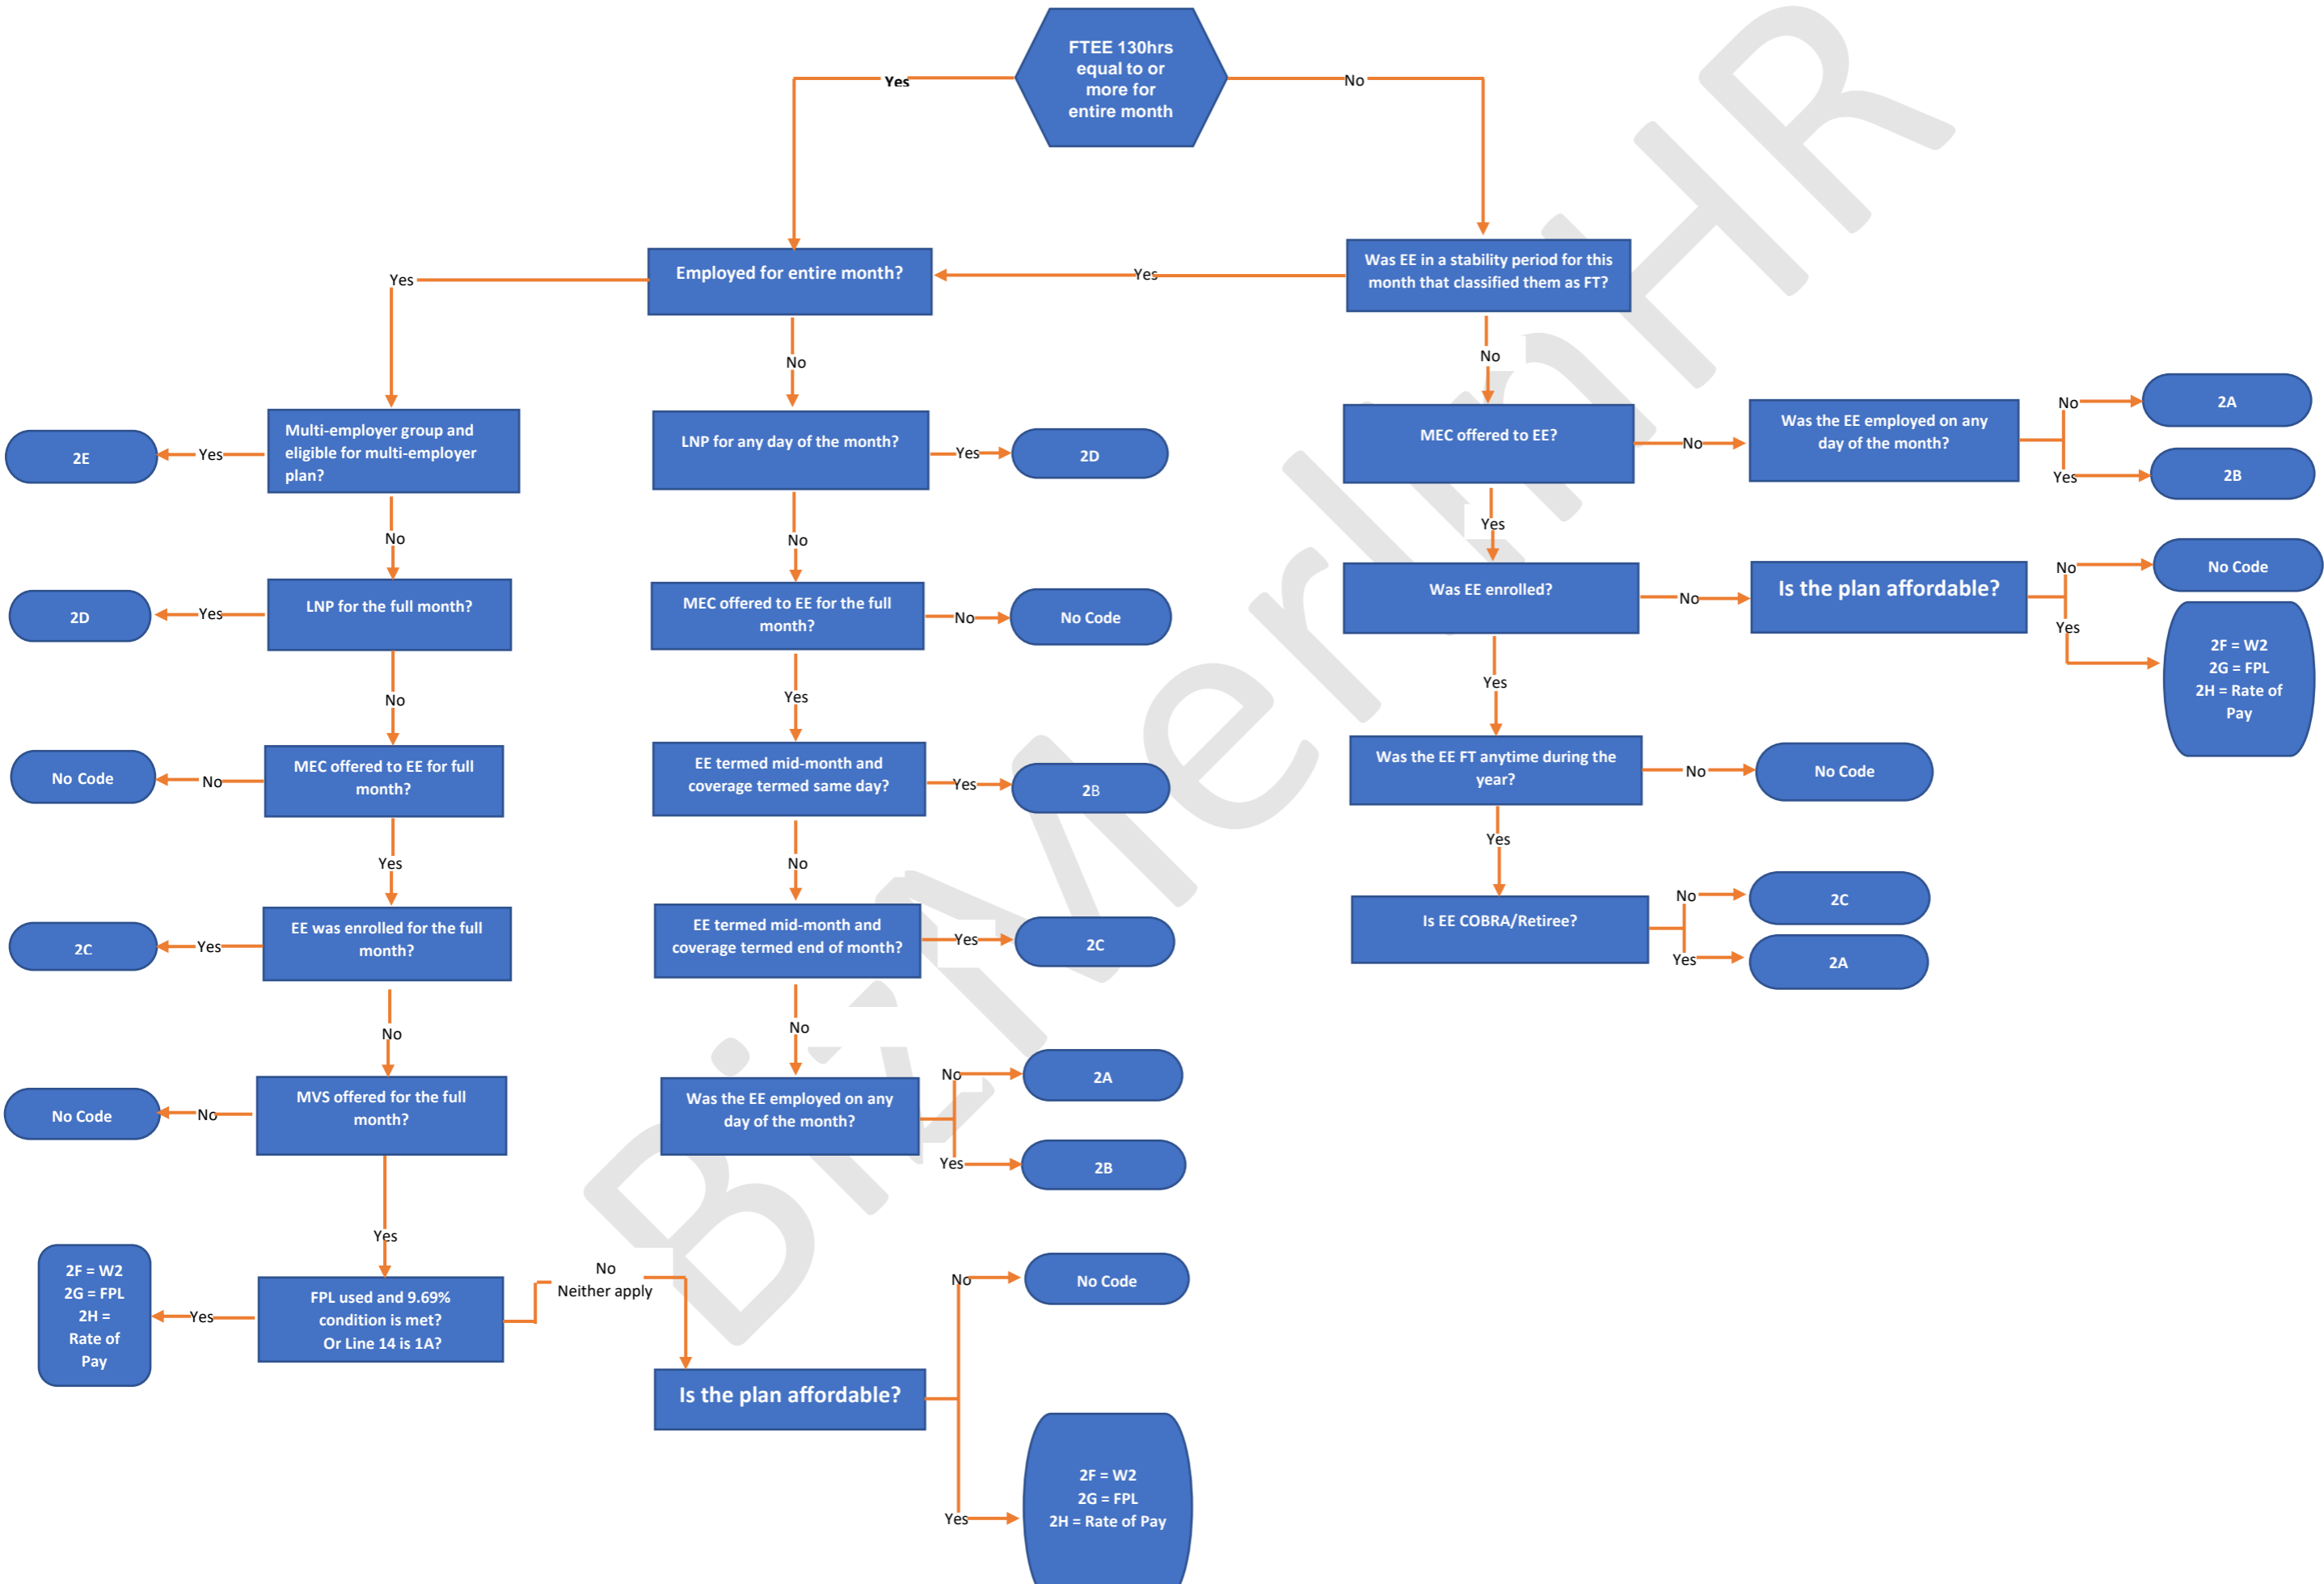 FTEE 130hrs
equal to or
more for
entire month
Yes
No
Employed for entire month?
Was EE in a stability period for this
month that classified them as FT?
Yes
Yes
No
No
Multi-employer group and
eligible for multi-employer
plan?
Yes
2E
LNP for any day of the month?
Yes
2D
MEC offered to EE?
No
Was the EE employed on any
day of the month?
No
2A
Yes
2B
No
No
Yes
LNP for the full month?
Yes
2D
MEC offered to EE for the full
month?
No
No Code
Was EE enrolled?
No
Is the plan affordable?
No
No Code
Yes
2F = W2
2G = FPL
2H = Rate of
Pay
No
Yes
Yes
MEC offered to EE for full
month?
No
No Code
EE termed mid-month and
coverage termed same day?
Yes
2B
Was the EE FT anytime during the
year?
No
No Code
Yes
No
Yes
EE was enrolled for the full
month?
Yes
2C
EE termed mid-month and
coverage termed end of month?
Yes
2C
Is EE COBRA/Retiree?
No
2C
Yes
2A
No
No
MVS offered for the full
month?
No
No Code
Was the EE employed on any
day of the month?
No
2A
Yes
2B
Yes
FPL used and 9.69%
condition is met?
Or Line 14 is 1A?
Yes
2F = W2
2G = FPL
2H =
Rate of
Pay
No
Neither apply
Is the plan affordable?
No
No Code
Yes
2F = W2
2G = FPL
2H = Rate of Pay